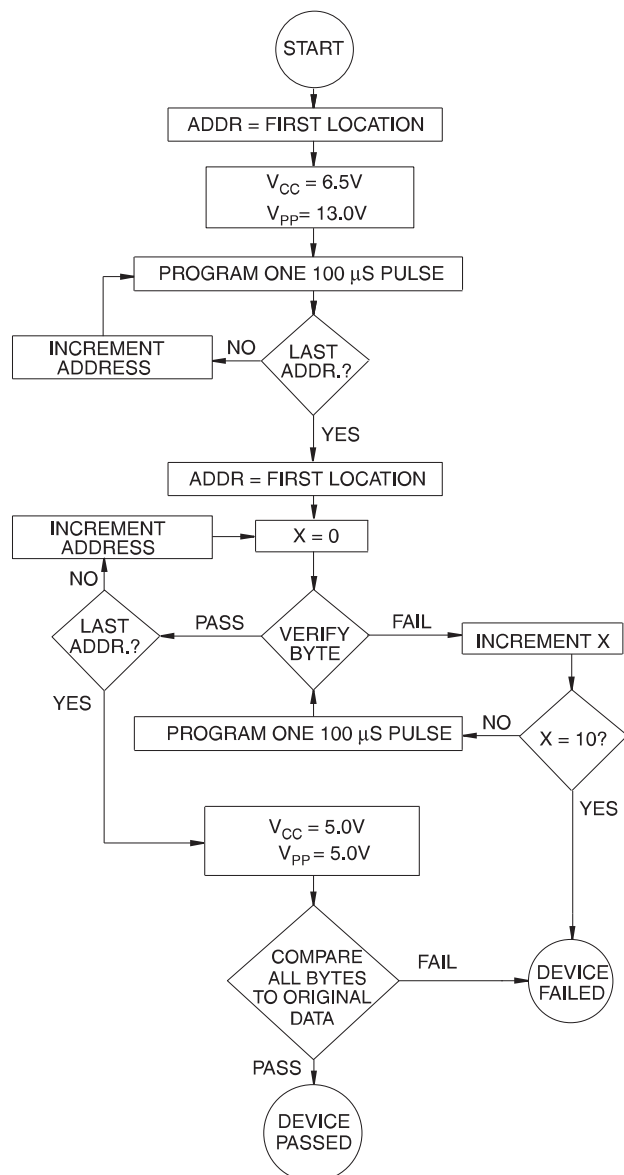 START
ADDR = FIRST LOCATION
V_CC = 6.5V
V_PP = 13.0V
PROGRAM ONE 100 µS PULSE
INCREMENT
ADDRESS
NO
LAST
ADDR.?
YES
ADDR = FIRST LOCATION
INCREMENT
ADDRESS
X = 0
NO
LAST
ADDR.?
PASS
VERIFY
BYTE
FAIL
INCREMENT X
YES
PROGRAM ONE 100 µS PULSE
NO
X = 10?
YES
V_CC = 5.0V
V_PP = 5.0V
COMPARE
ALL BYTES
TO ORIGINAL
DATA
FAIL
DEVICE
FAILED
PASS
DEVICE
PASSED